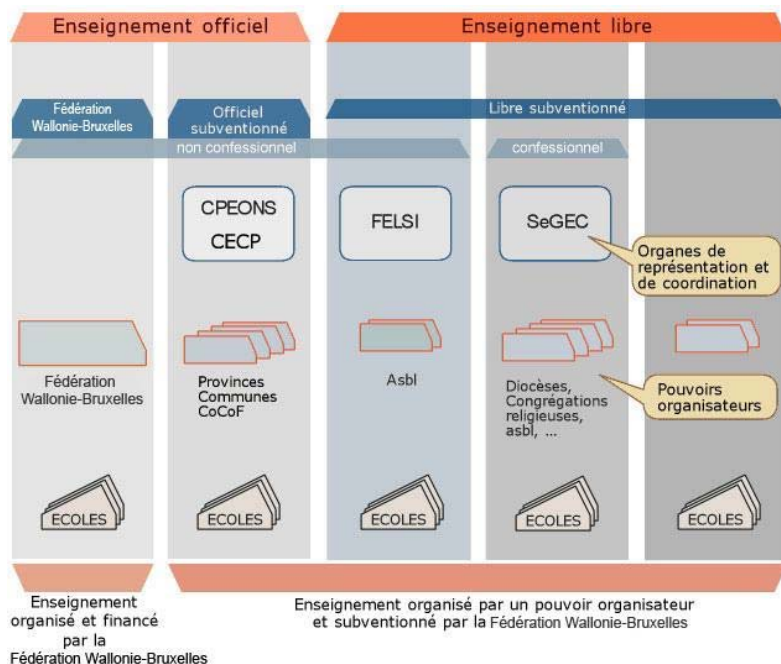 Enseignement officiel
Enseignement libre
Fédération
Wallonie-Bruxelles
Officiel
subventionné
Libre subventionné
non confessionnel
confessionnel
CPEONS
CECP
FELSI
SeGEC
Organes de
représentation et
de coordination
Fédération
Wallonie-Bruxelles
Provinces
Communes
CoCoF
Asbl
Diocèses,
Congrégations
religieuses,
asbl, ...
Pouvoirs
organisateurs
ECOLES
ECOLES
ECOLES
ECOLES
ECOLES
Enseignement
organisé et financé
par la
Fédération Wallonie-Bruxelles
Enseignement organisé par un pouvoir organisateur
et subventionné par la Fédération Wallonie-Bruxelles